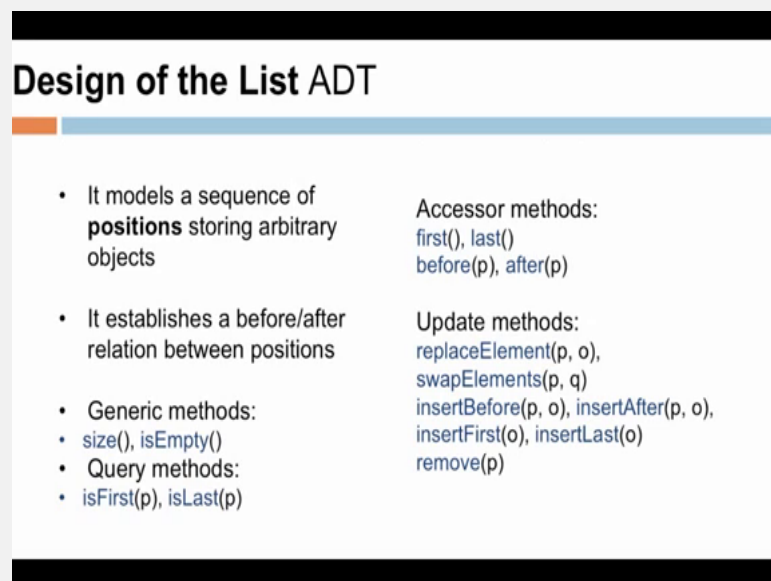 Design of the List ADT
• It models a sequence of
positions storing arbitrary
objects
• It establishes a before/after
relation between positions
• Generic methods:
• size(), isEmpty()
• Query methods:
• isFirst(p), isLast(p)
Accessor methods:
first(), last()
before(p), after(p)
Update methods:
replaceElement(p, o),
swapElements(p, q)
insertBefore(p, o), insertAfter(p, o),
insertFirst(o), insertLast(o)
remove(p)